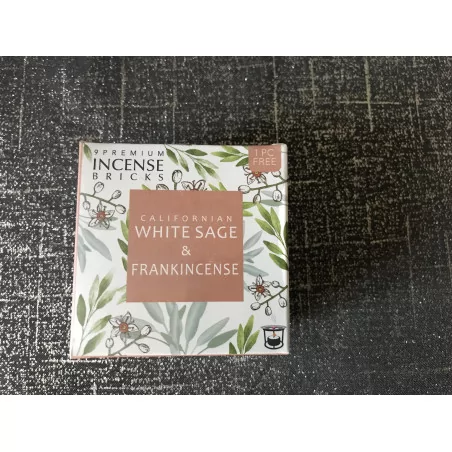 9 PREMIUM
INCENSE
BRICKS
1 PC
FREE
CALIFORNIAN
WHITE SAGE
&
FRANKINCENSE